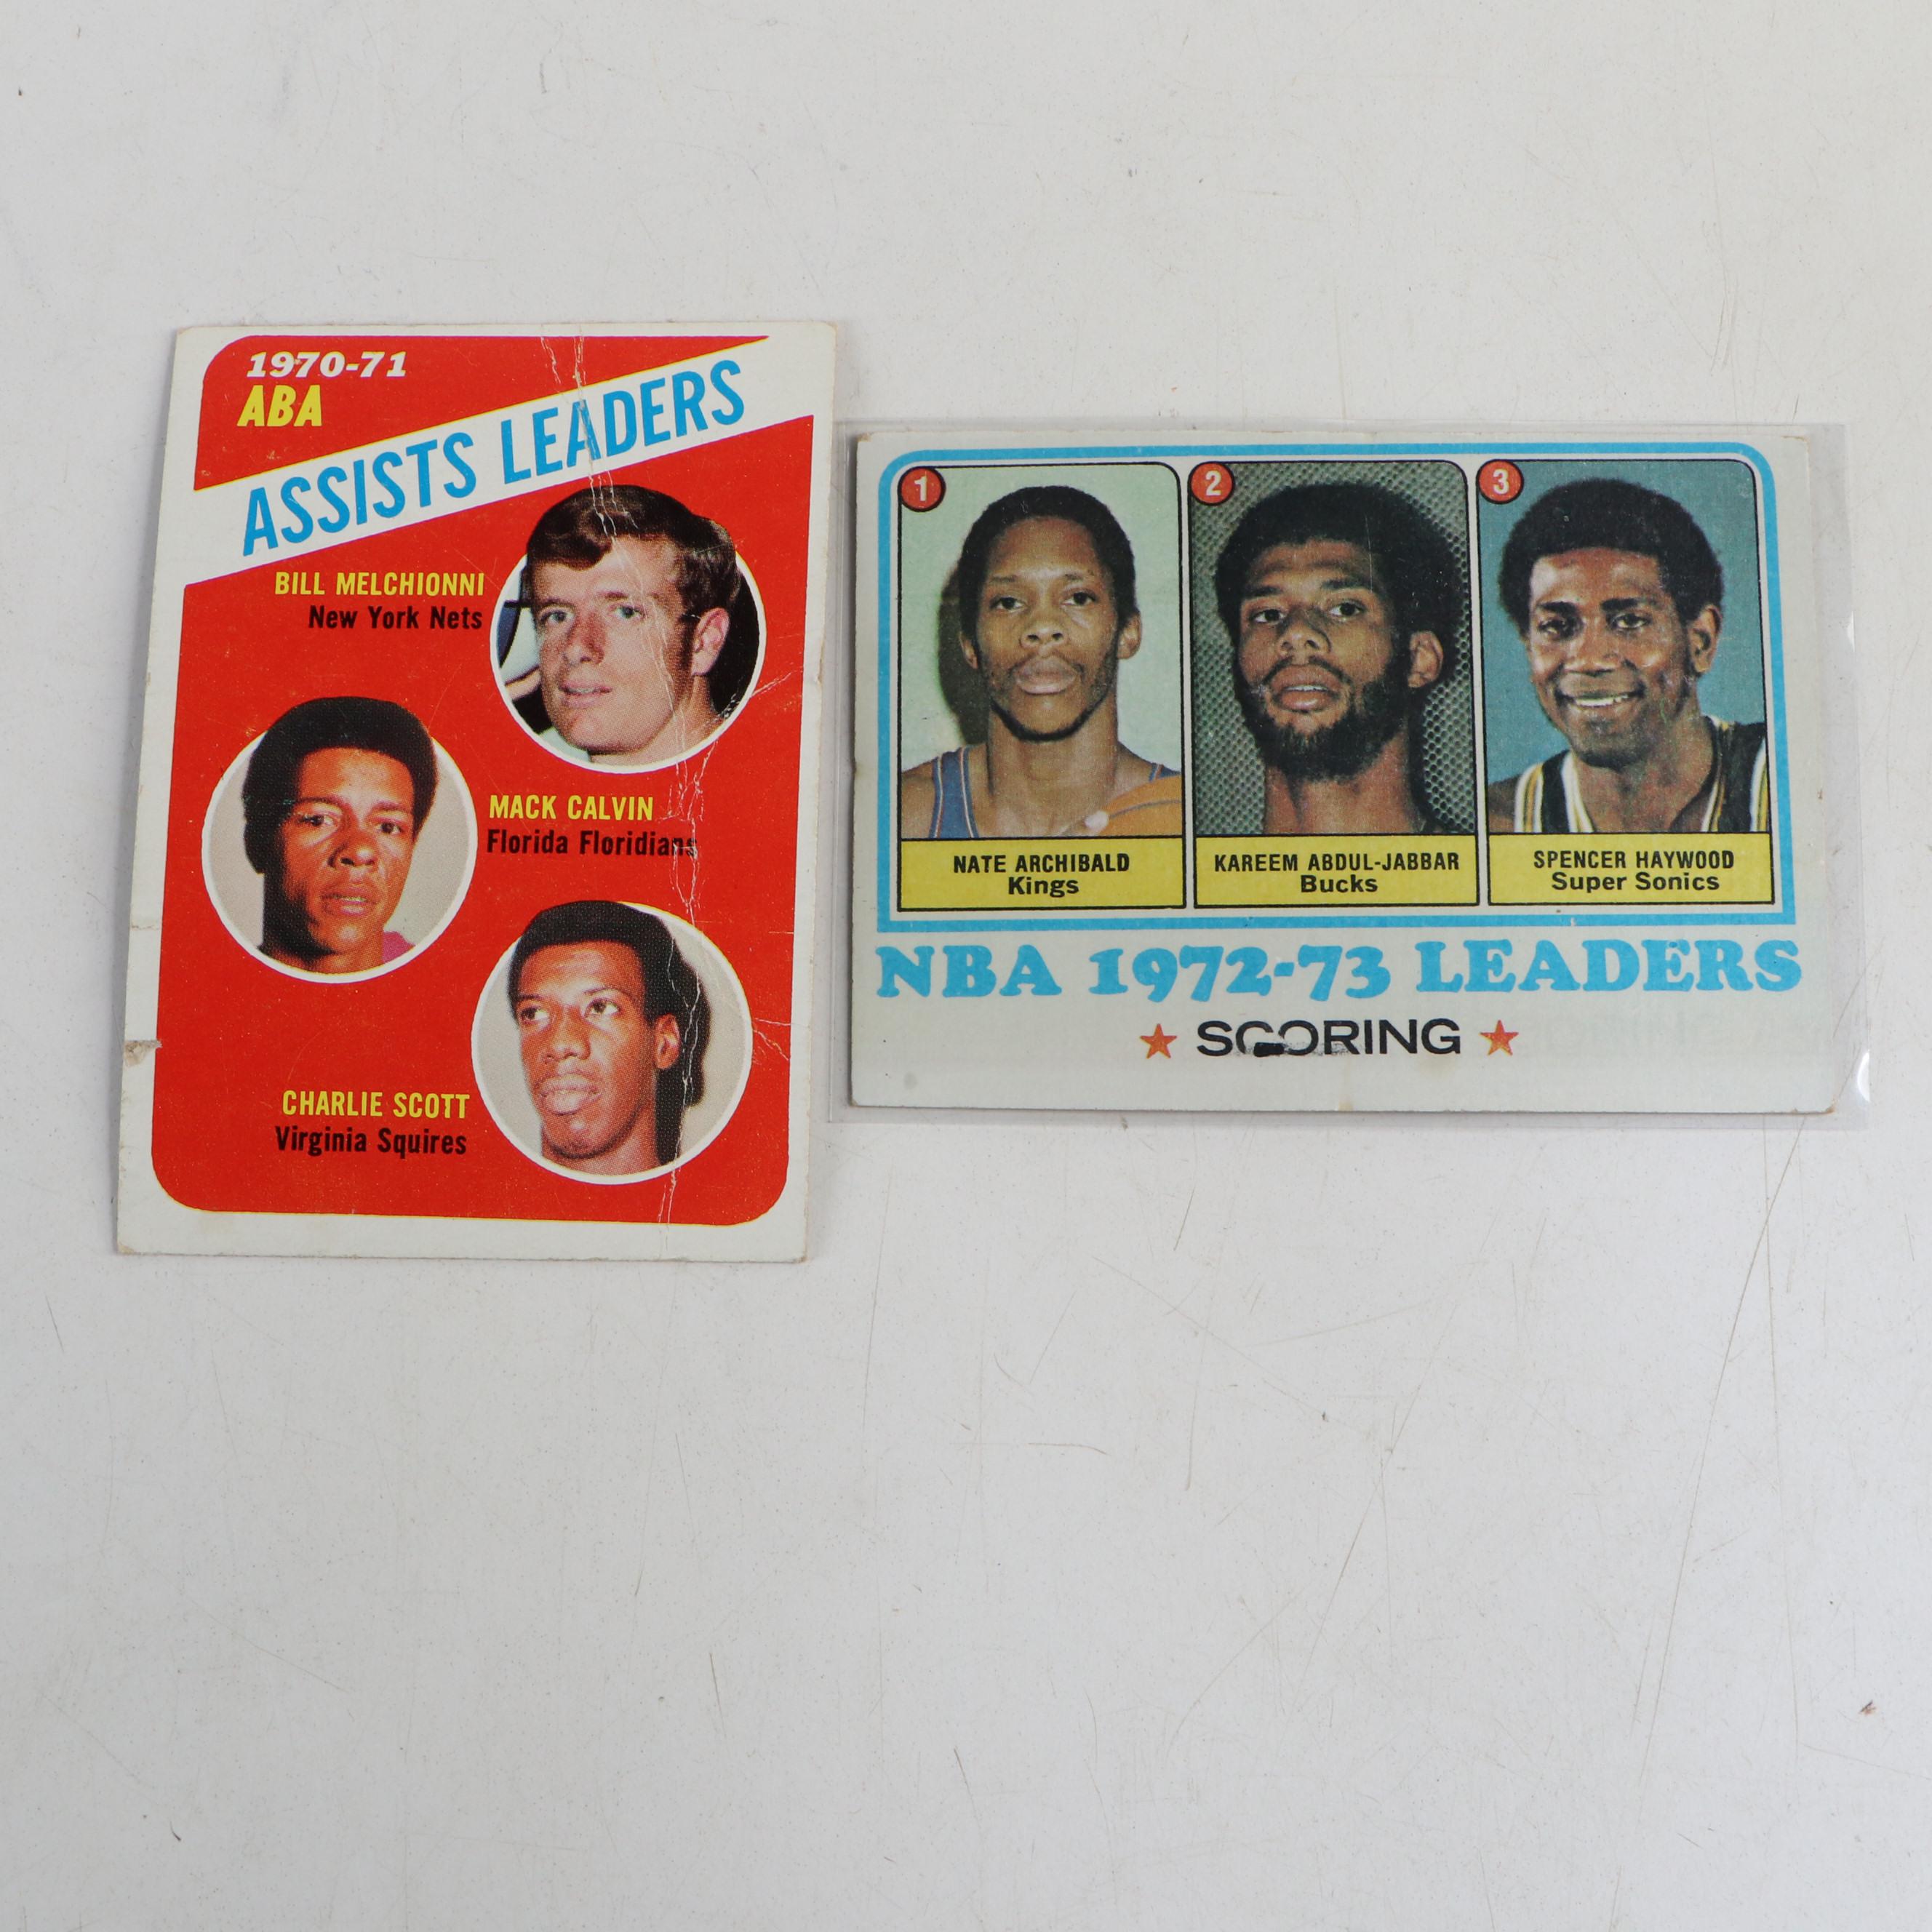 1970-71
ABA
ASSISTS LEADERS
BILL MELCHIONNI
New York Nets
MACK CALVIN
Florida Floridians
CHARLIE SCOTT
Virginia Squires
1 2 3
NATE ARCHIBALD
Kings
KAREEM ABDUL-JABBAR
Bucks
SPENCER HAYWOOD
Super Sonics
NBA 1972-73 LEADERS
★ SCORING ★